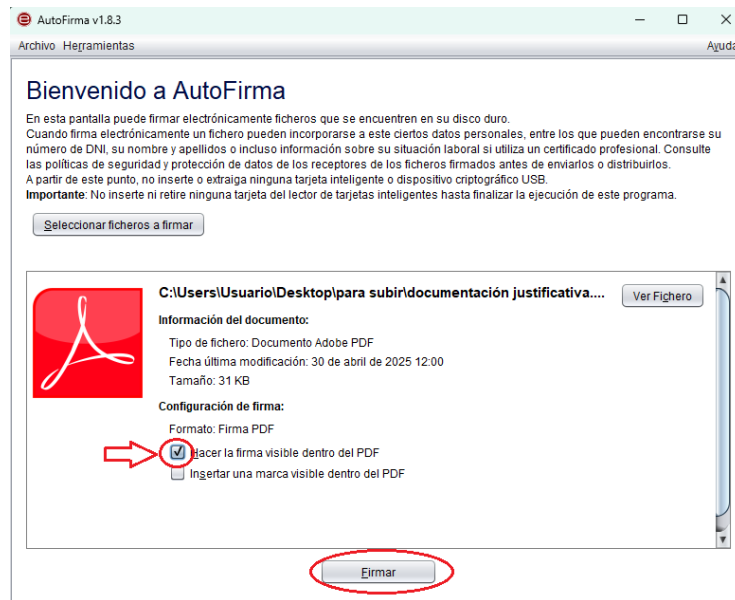 AutoFirma v1.8.3
Archivo Herramientas Ayuda
Bienvenido a AutoFirma
En esta pantalla puede firmar electrónicamente ficheros que se encuentren en su disco duro.
Cuando firma electrónicamente un fichero pueden incorporarse a este ciertos datos personales, entre los que pueden encontrarse su
número de DNI, su nombre y apellidos o incluso información sobre su situación laboral si utiliza un certificado profesional. Consulte
las políticas de seguridad y protección de datos de los receptores de los ficheros firmados antes de enviarlos o distribuirlos.
A partir de este punto, no inserte o extraiga ninguna tarjeta inteligente o dispositivo criptográfico USB.
Importante: No inserte ni retire ninguna tarjeta del lector de tarjetas inteligentes hasta finalizar la ejecución de este programa.
Seleccionar ficheros a firmar
C:\Users\Usuario\Desktop\para subir\documentación justificativa.... Ver Fichero
Información del documento:
Tipo de fichero: Documento Adobe PDF
Fecha última modificación: 30 de abril de 2025 12:00
Tamaño: 31 KB
Configuración de firma:
Formato: Firma PDF
Hacer la firma visible dentro del PDF
Insertar una marca visible dentro del PDF
Firmar